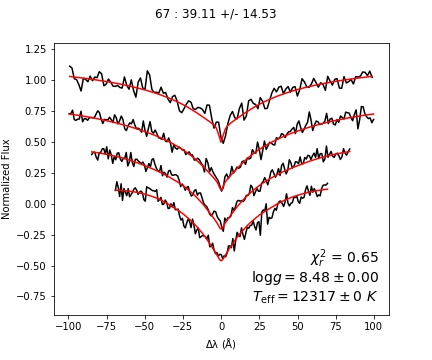 67 : 39.11 +/- 14.53
1.25
1.00
0.75
0.50
0.25
0.00
−0.25
−0.50
−0.75
Normalized Flux
χ²ᵣ = 0.65
logg = 8.48 ± 0.00
Teff = 12317 ± 0 K
−100 −75 −50 −25 0 25 50 75 100
Δλ (Å)